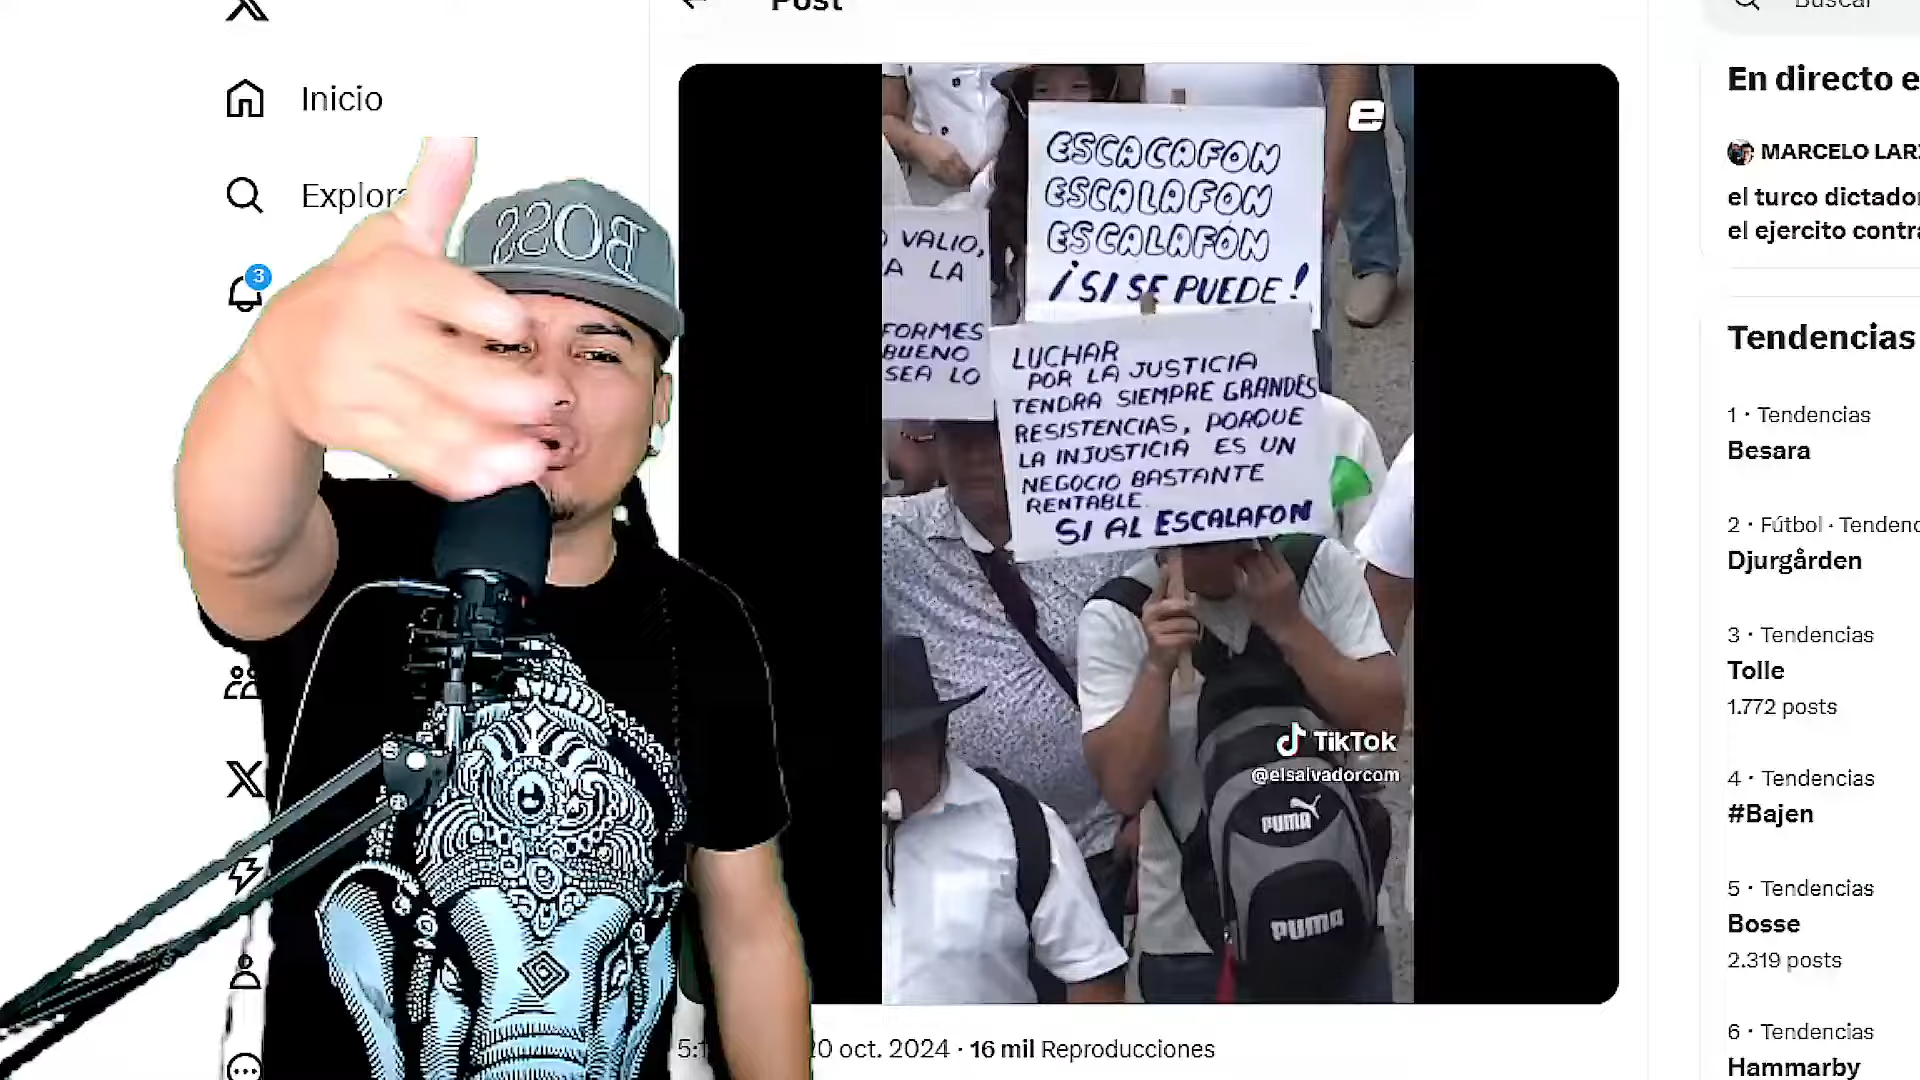 Post
Buscar
Inicio
Explora
3
BOSS
ESCACAFON
ESCALAFON
ESCALAFÓN
¡SI SE PUEDE!
VALIO,
A LA
FORMES
BUENO
SEA LO
LUCHAR
POR LA JUSTICIA
TENDRA SIEMPRE GRANDES
RESISTENCIAS, PORQUE
LA INJUSTICIA ES UN
NEGOCIO BASTANTE
RENTABLE.
SI AL ESCALAFON
TikTok
@elsalvadorcom
PUMA
PUMA
oct. 2024 · 16 mil Reproducciones
En directo e
MARCELO LAR
el turco dictador
el ejercito contra
Tendencias
1 · Tendencias
Besara
2 · Fútbol · Tendenc
Djurgården
3 · Tendencias
Tolle
1.772 posts
4 · Tendencias
#Bajen
5 · Tendencias
Bosse
2.319 posts
6 · Tendencias
Hammarby